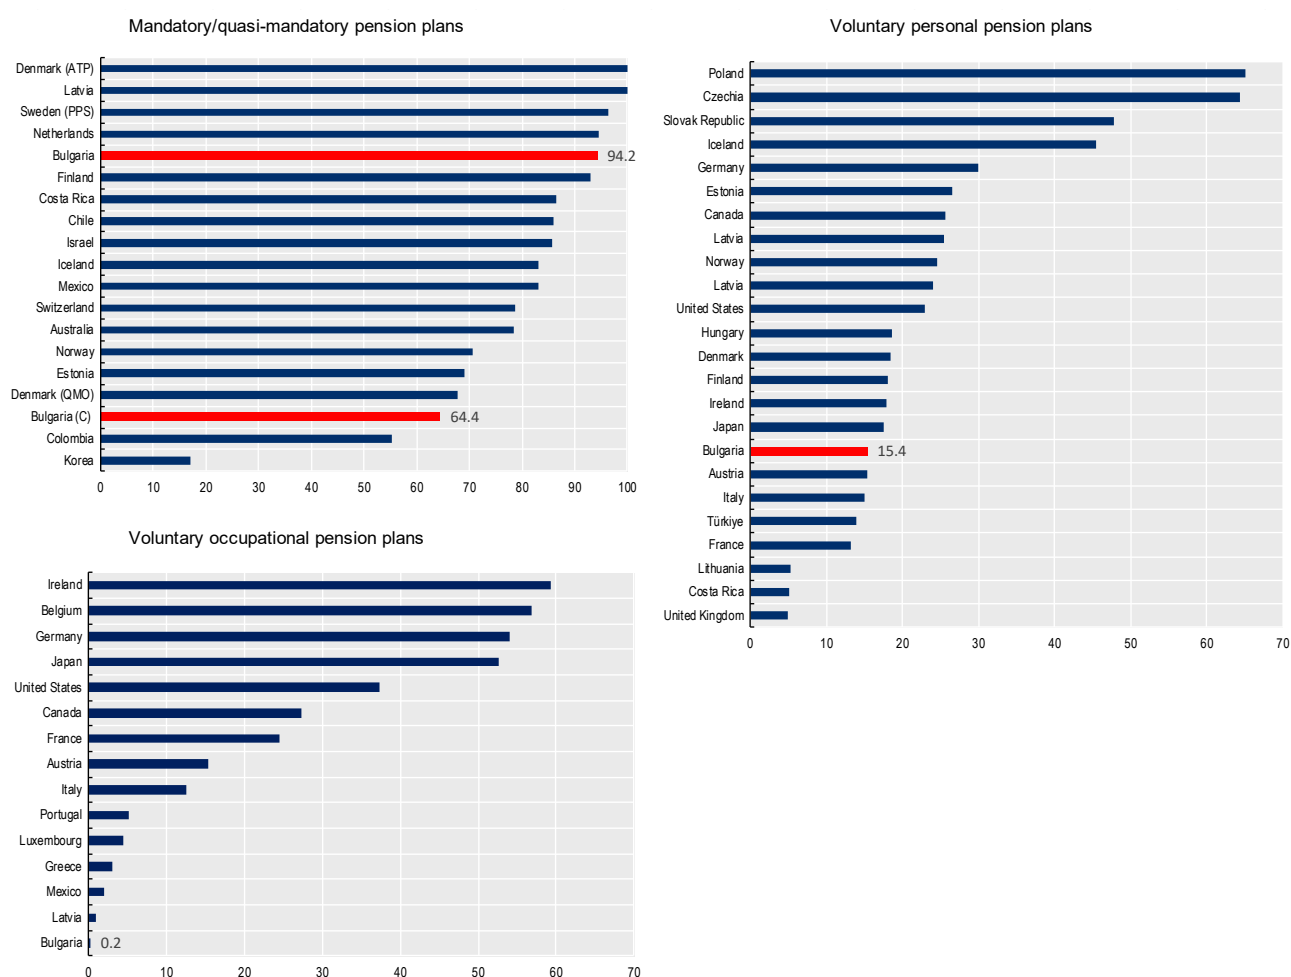 Mandatory/quasi-mandatory pension plans
Denmark (ATP)
Latvia
Sweden (PPS)
Netherlands
Bulgaria
94.2
Finland
Costa Rica
Chile
Israel
Iceland
Mexico
Switzerland
Australia
Norway
Estonia
Denmark (QMO)
Bulgaria (C)
64.4
Colombia
Korea
0 10 20 30 40 50 60 70 80 90 100
Voluntary occupational pension plans
Ireland
Belgium
Germany
Japan
United States
Canada
France
Austria
Italy
Portugal
Luxembourg
Greece
Mexico
Latvia
Bulgaria
0.2
0 10 20 30 40 50 60 70
Voluntary personal pension plans
Poland
Czechia
Slovak Republic
Iceland
Germany
Estonia
Canada
Latvia
Norway
Latvia
United States
Hungary
Denmark
Finland
Ireland
Japan
Bulgaria
15.4
Austria
Italy
Türkiye
France
Lithuania
Costa Rica
United Kingdom
0 10 20 30 40 50 60 70